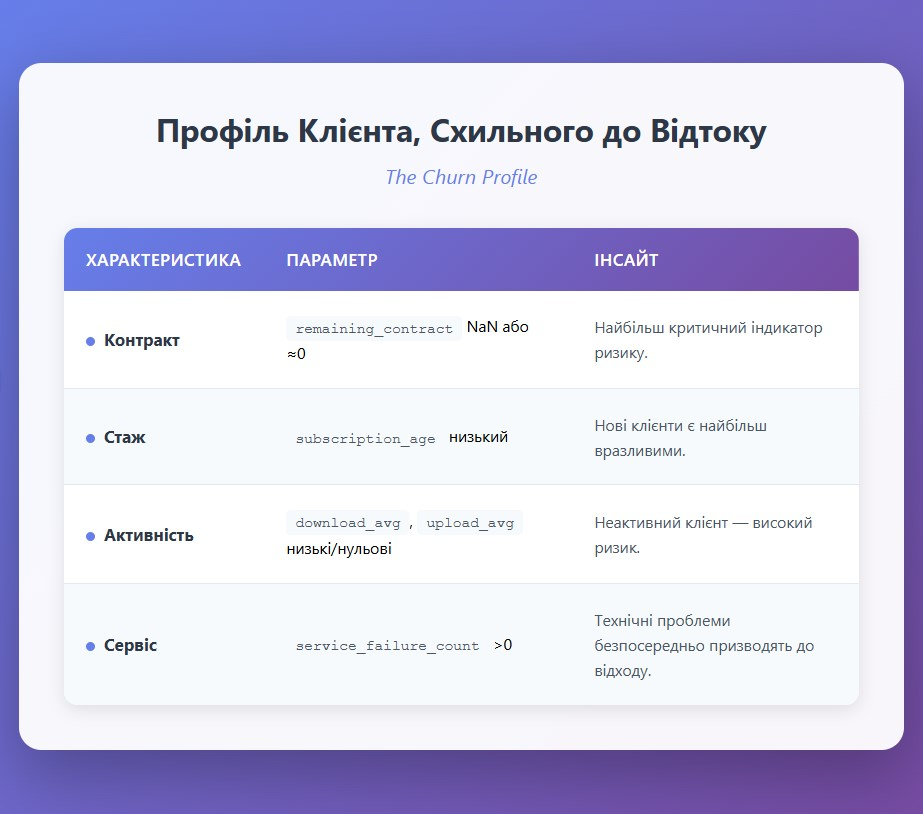 Профіль Клієнта, Схильного до Відтоку
The Churn Profile
ХАРАКТЕРИСТИКА ПАРАМЕТР ІНСАЙТ
Контракт
remaining_contract NaN або
≈0
Найбільш критичний індикатор
ризику.
Стаж
subscription_age низький
Нові клієнти є найбільш
вразливими.
Активність
download_avg , upload_avg
низькі/нульові
Неактивний клієнт — високий
ризик.
Сервіс
service_failure_count >0
Технічні проблеми
безпосередньо призводять до
відходу.